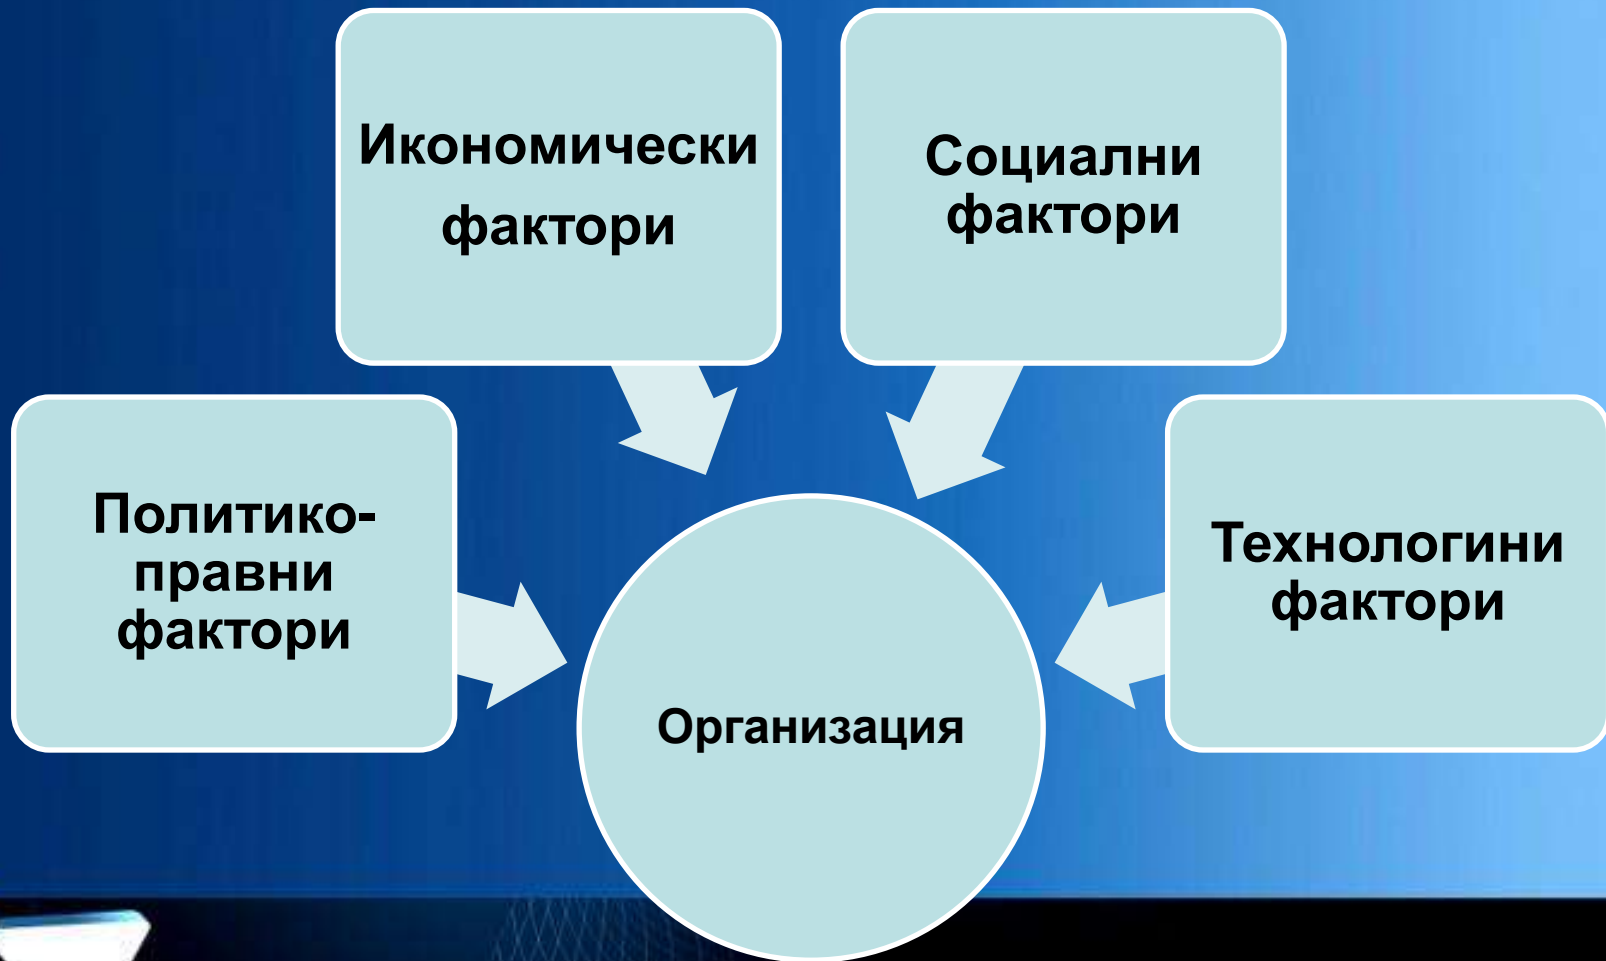 Икономически
фактори
Социални
фактори
Политико-
правни
фактори
Технологини
фактори
Организация